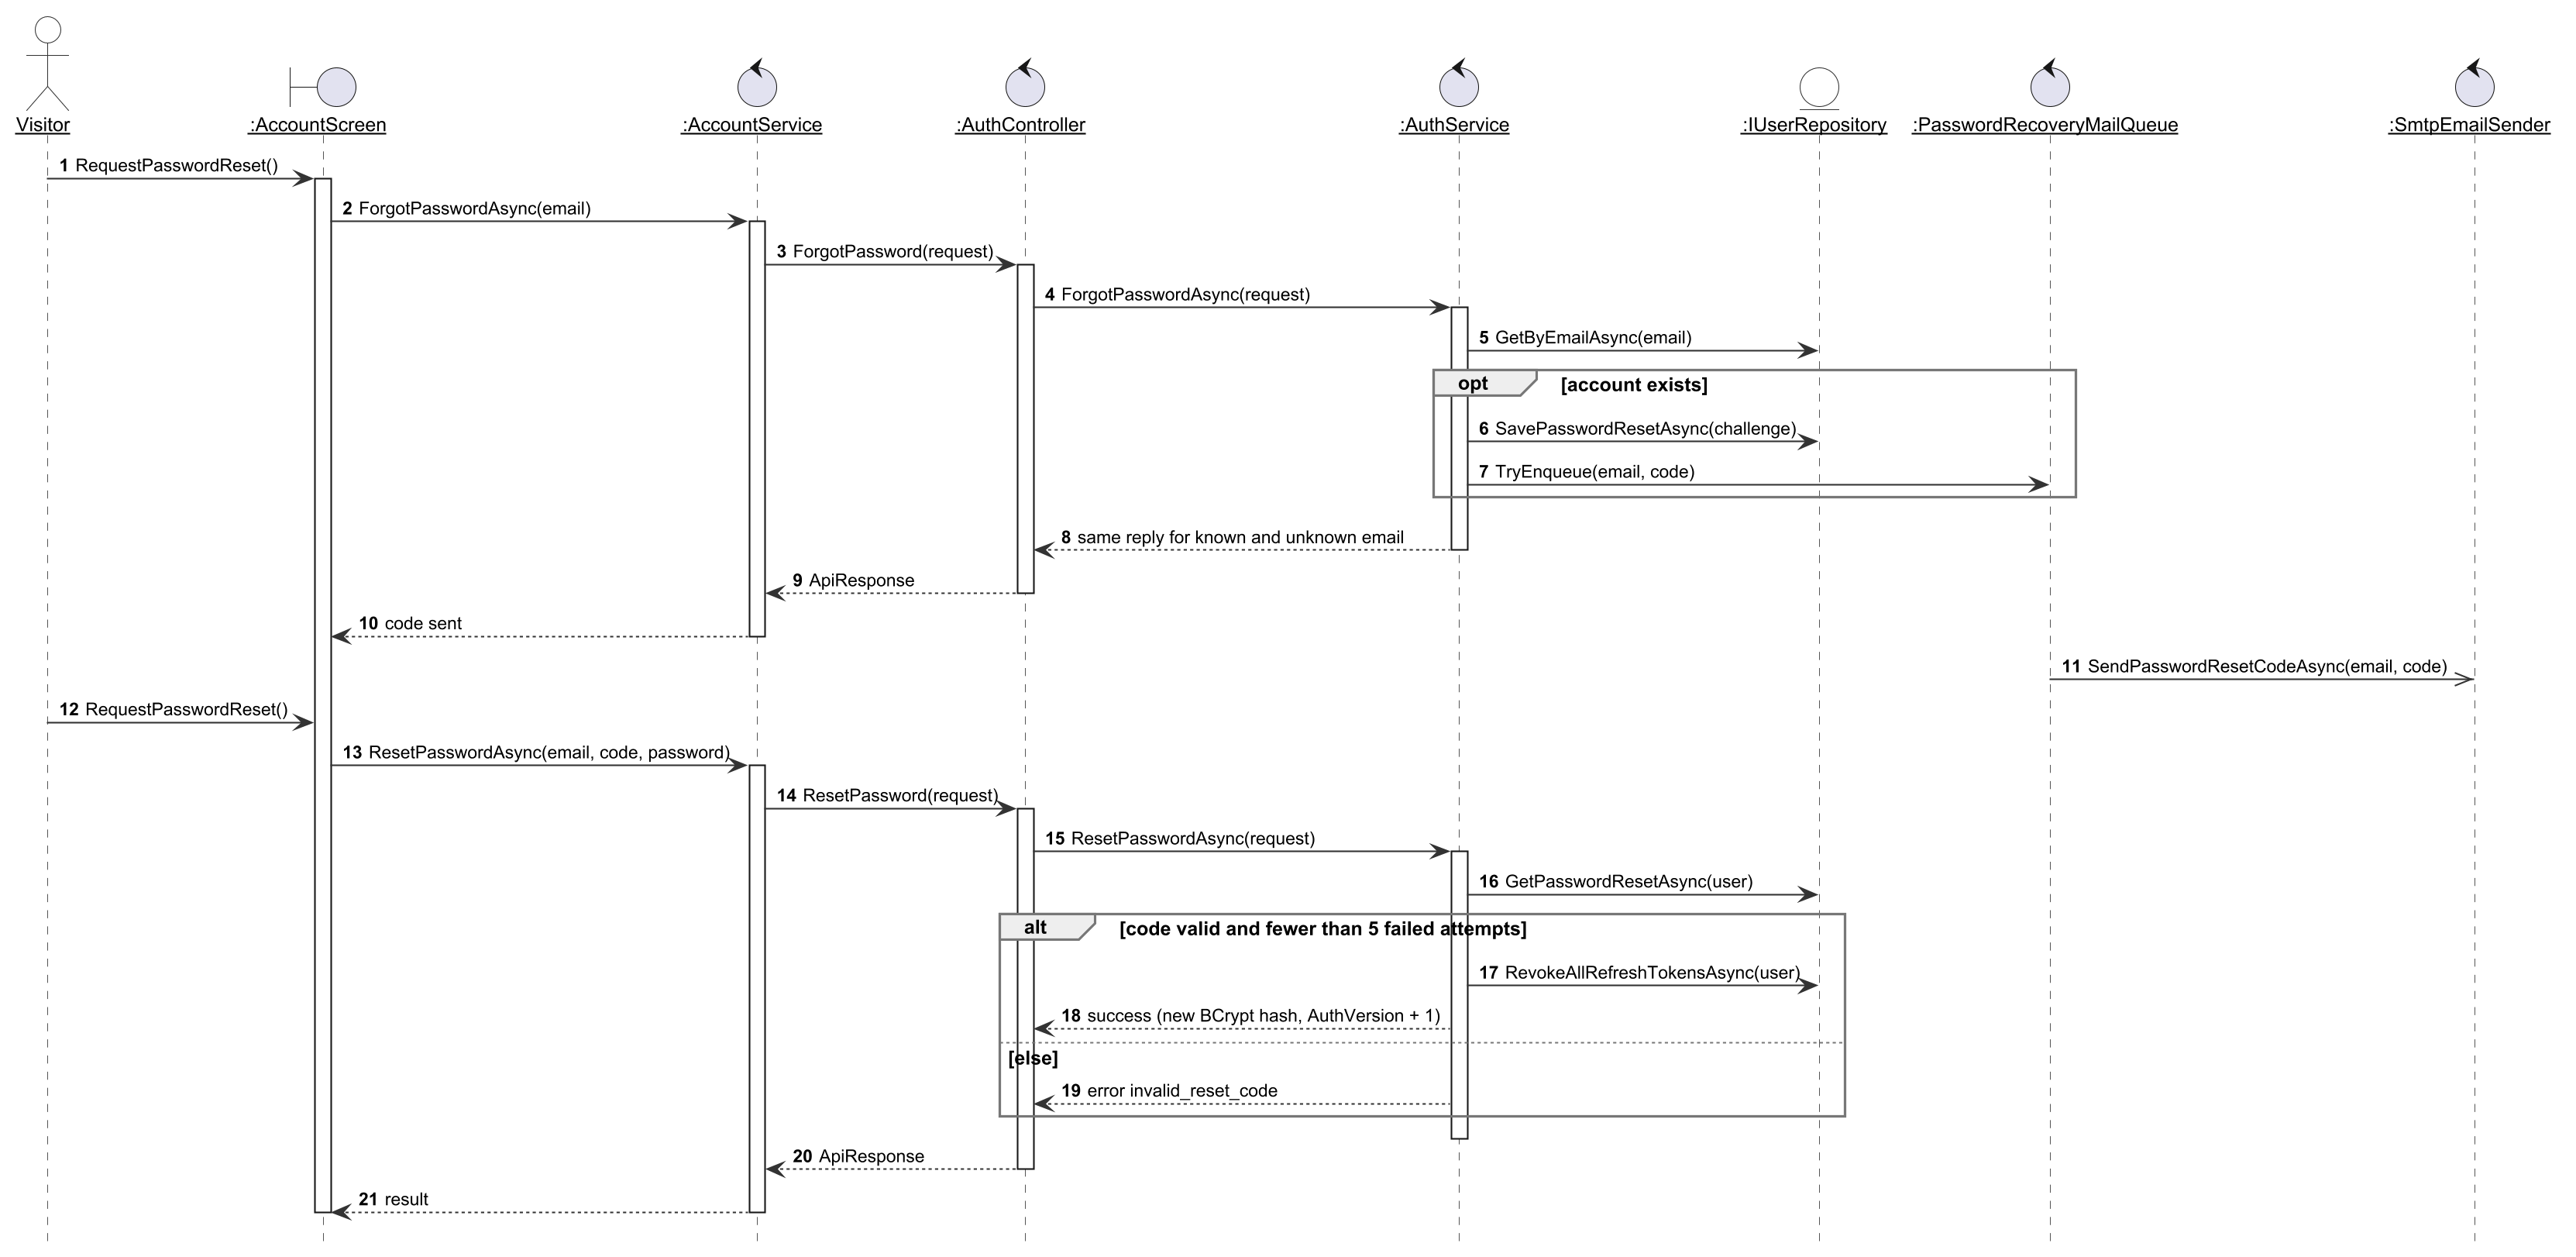 Visitor
:AccountScreen
:AccountService
:AuthController
:AuthService
:IUserRepository
:PasswordRecoveryMailQueue
:SmtpEmailSender
1 RequestPasswordReset()
2 ForgotPasswordAsync(email)
3 ForgotPassword(request)
4 ForgotPasswordAsync(request)
5 GetByEmailAsync(email)
opt [account exists]
6 SavePasswordResetAsync(challenge)
7 TryEnqueue(email, code)
8 same reply for known and unknown email
9 ApiResponse
10 code sent
11 SendPasswordResetCodeAsync(email, code)
12 RequestPasswordReset()
13 ResetPasswordAsync(email, code, password)
14 ResetPassword(request)
15 ResetPasswordAsync(request)
16 GetPasswordResetAsync(user)
alt [code valid and fewer than 5 failed attempts]
17 RevokeAllRefreshTokensAsync(user)
18 success (new BCrypt hash, AuthVersion + 1)
[else]
19 error invalid_reset_code
20 ApiResponse
21 result